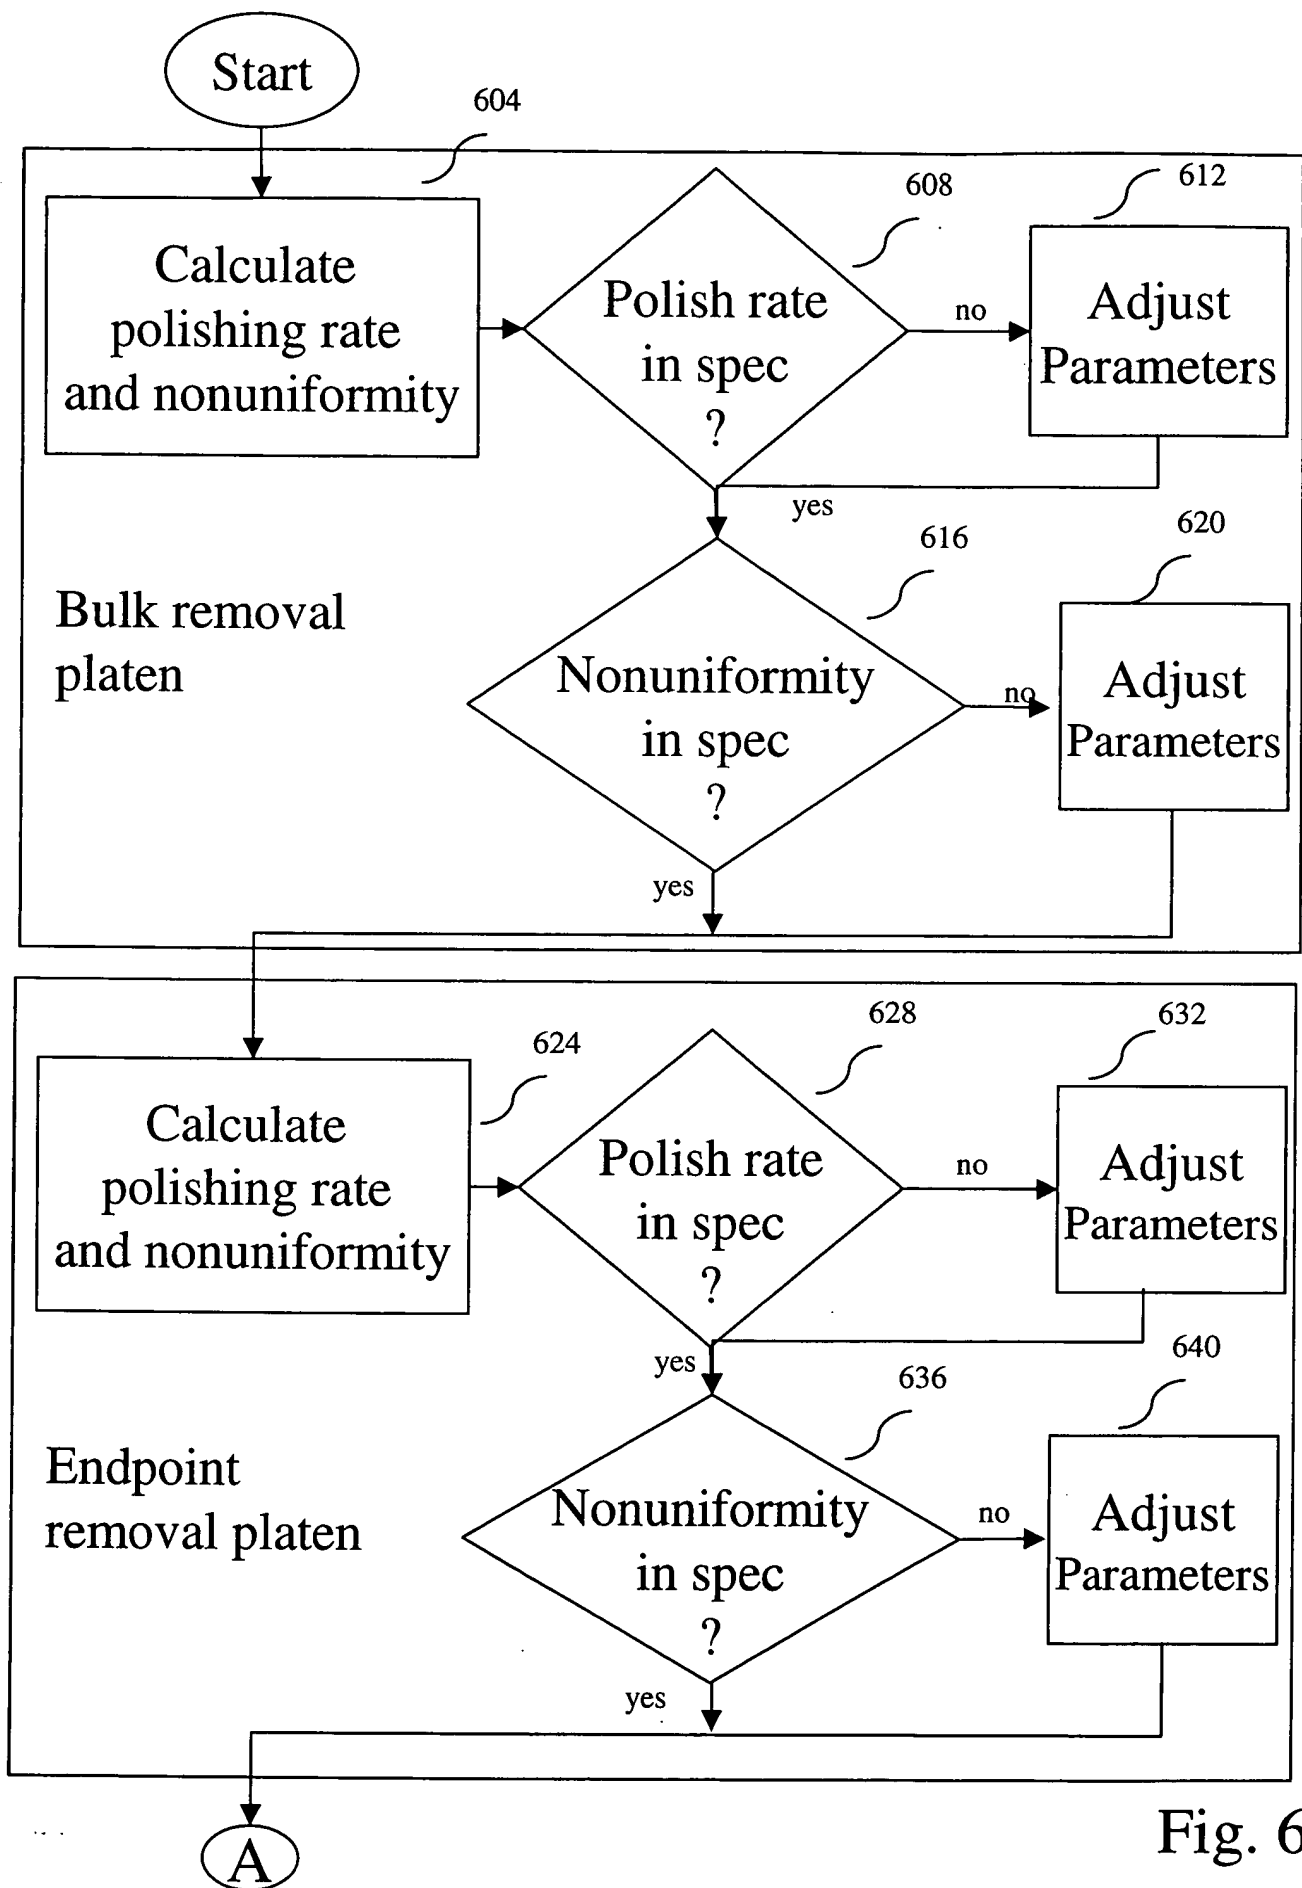 Start
604
Calculate
polishing rate
and nonuniformity
608
Polish rate
in spec
?
no
612
Adjust
Parameters
yes
616
Nonuniformity
in spec
?
no
620
Adjust
Parameters
Bulk removal
platen
yes
624
Calculate
polishing rate
and nonuniformity
628
Polish rate
in spec
?
no
632
Adjust
Parameters
yes
636
Nonuniformity
in spec
?
no
640
Adjust
Parameters
Endpoint
removal platen
yes
A
Fig. 6